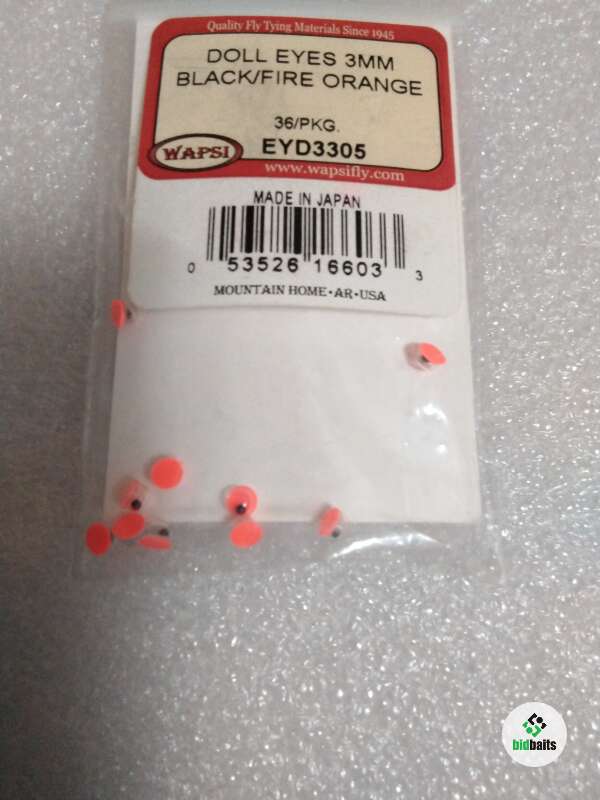 Quality Fly Tying Materials Since 1945
DOLL EYES 3MM
BLACK/FIRE ORANGE
36/PKG.
WAPSI
EYD3305
www.wapsifly.com
MADE IN JAPAN
0 53526 16603 3
MOUNTAIN HOME•AR•USA
bidbaits